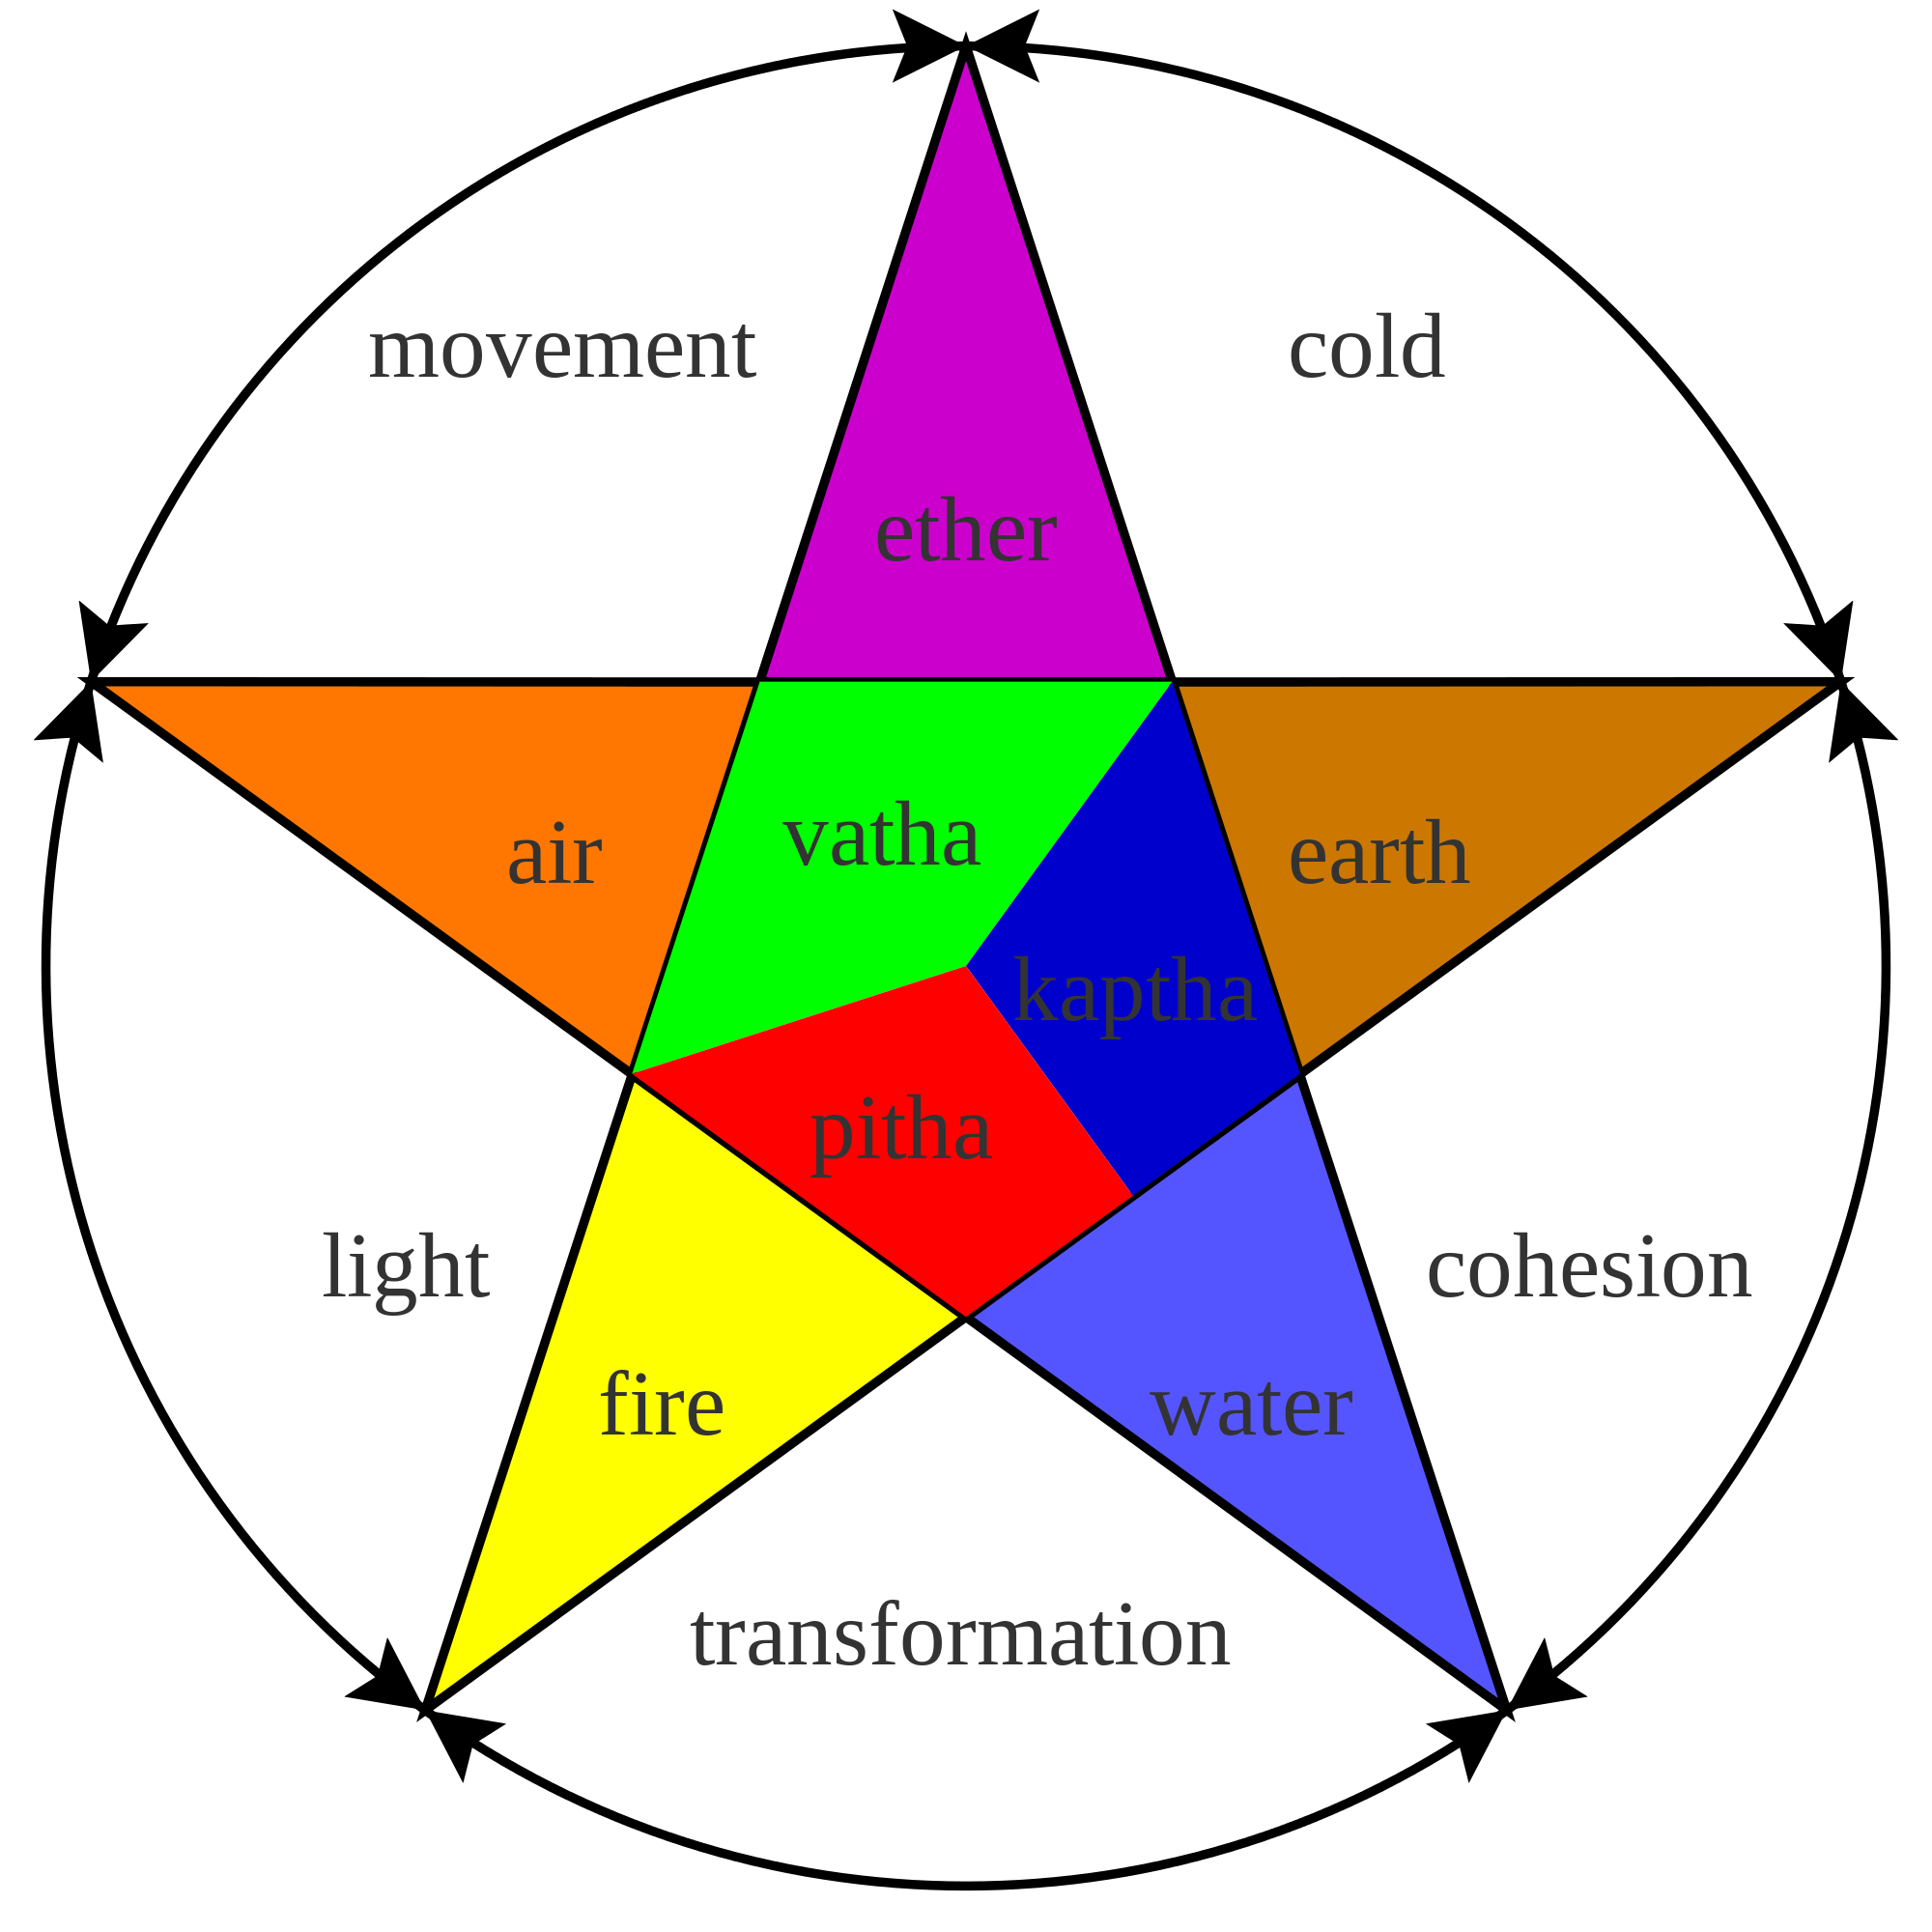 movement
cold
ether
vatha
air
earth
kaptha
pitha
light
cohesion
fire
water
transformation